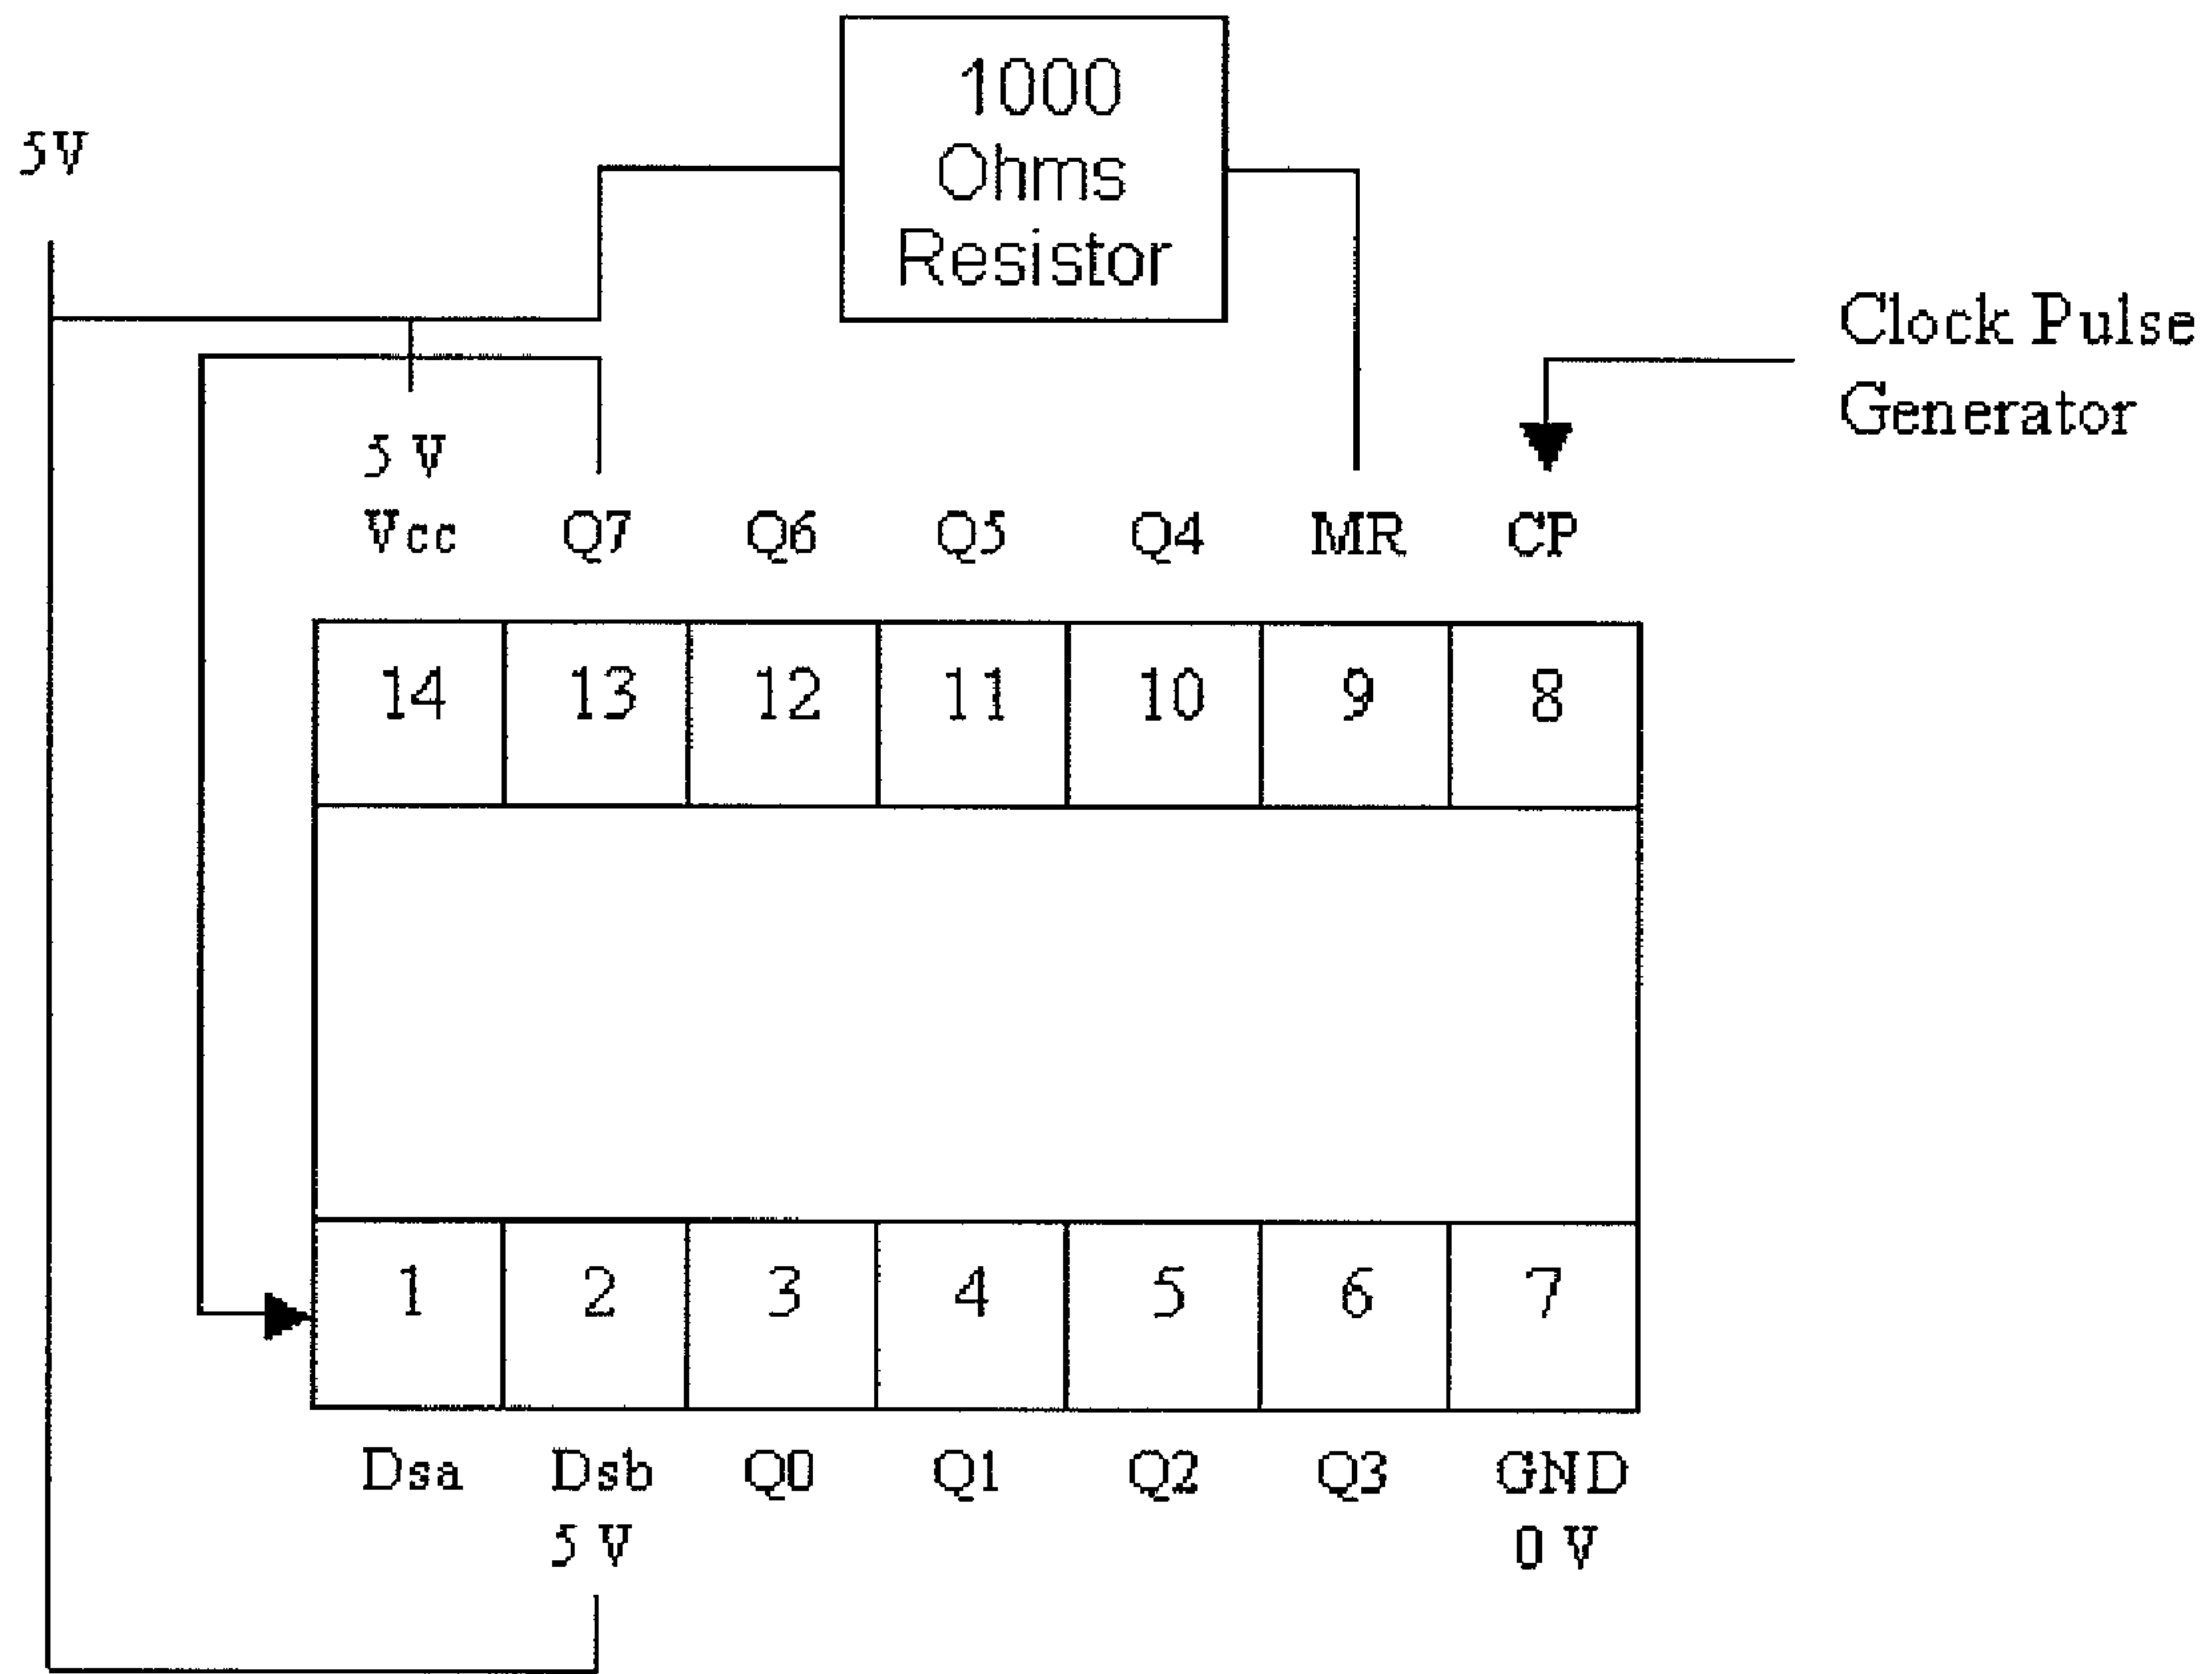 1000
Ohms
Resistor
5V
Clock Pulse
Generator
5 V
Vcc Q7 Q6 Q5 Q4 MR CP
14 13 12 11 10 9 8
1 2 3 4 5 6 7
Dsa Dsb Q0 Q1 Q2 Q3 GND
5 V 0 V